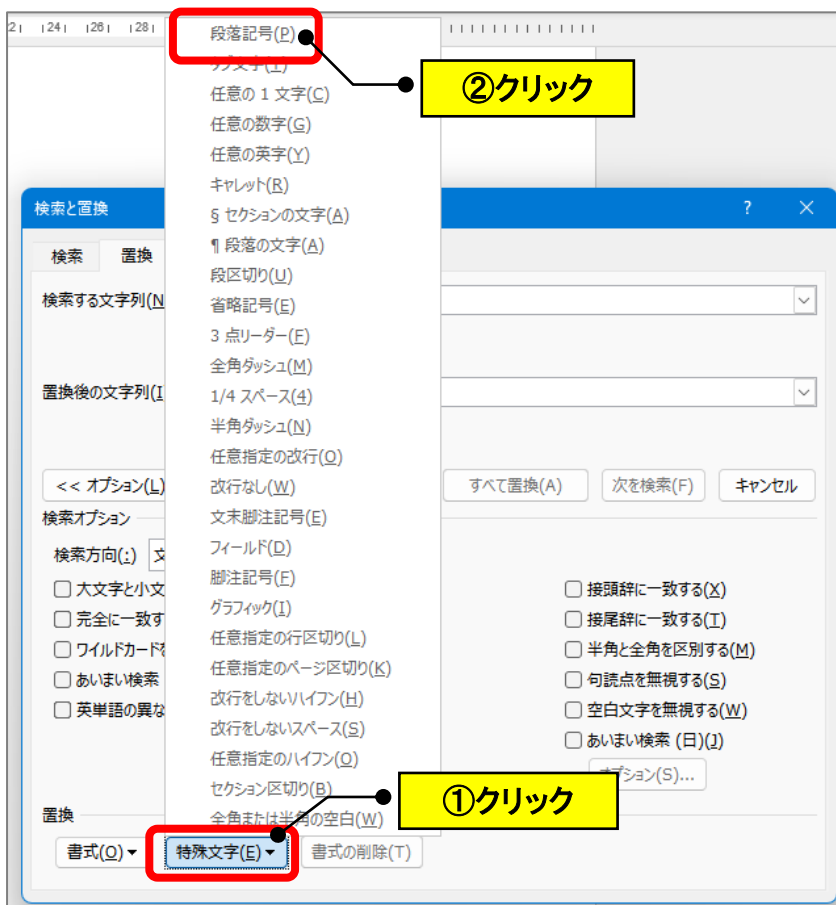 2| |24| |26| |28|
段落記号(P)
タブ文字(T)
②クリック
任意の 1 文字(C)
任意の数字(G)
任意の英字(Y)
キャレット(R)
§ セクションの文字(A)
¶ 段落の文字(A)
段区切り(U)
省略記号(E)
3 点リーダー(F)
全角ダッシュ(M)
1/4 スペース(4)
半角ダッシュ(N)
任意指定の改行(O)
改行なし(W)
文末脚注記号(E)
フィールド(D)
脚注記号(F)
グラフィック(I)
任意指定の行区切り(L)
任意指定のページ区切り(K)
改行をしないハイフン(H)
改行をしないスペース(S)
任意指定のハイフン(O)
セクション区切り(B)
全角または半角の空白(W)
検索と置換 ? ×
検索 置換
検索する文字列(N
置換後の文字列(I
<< オプション(L) すべて置換(A) 次を検索(F) キャンセル
検索オプション
検索方向(:) 文
大文字と小文 接頭辞に一致する(X)
完全に一致す 接尾辞に一致する(T)
ワイルドカードを 半角と全角を区別する(M)
あいまい検索 句読点を無視する(S)
英単語の異な 空白文字を無視する(W)
あいまい検索 (日)(J)
オプション(S)...
①クリック
置換
書式(O) 特殊文字(E) 書式の削除(T)